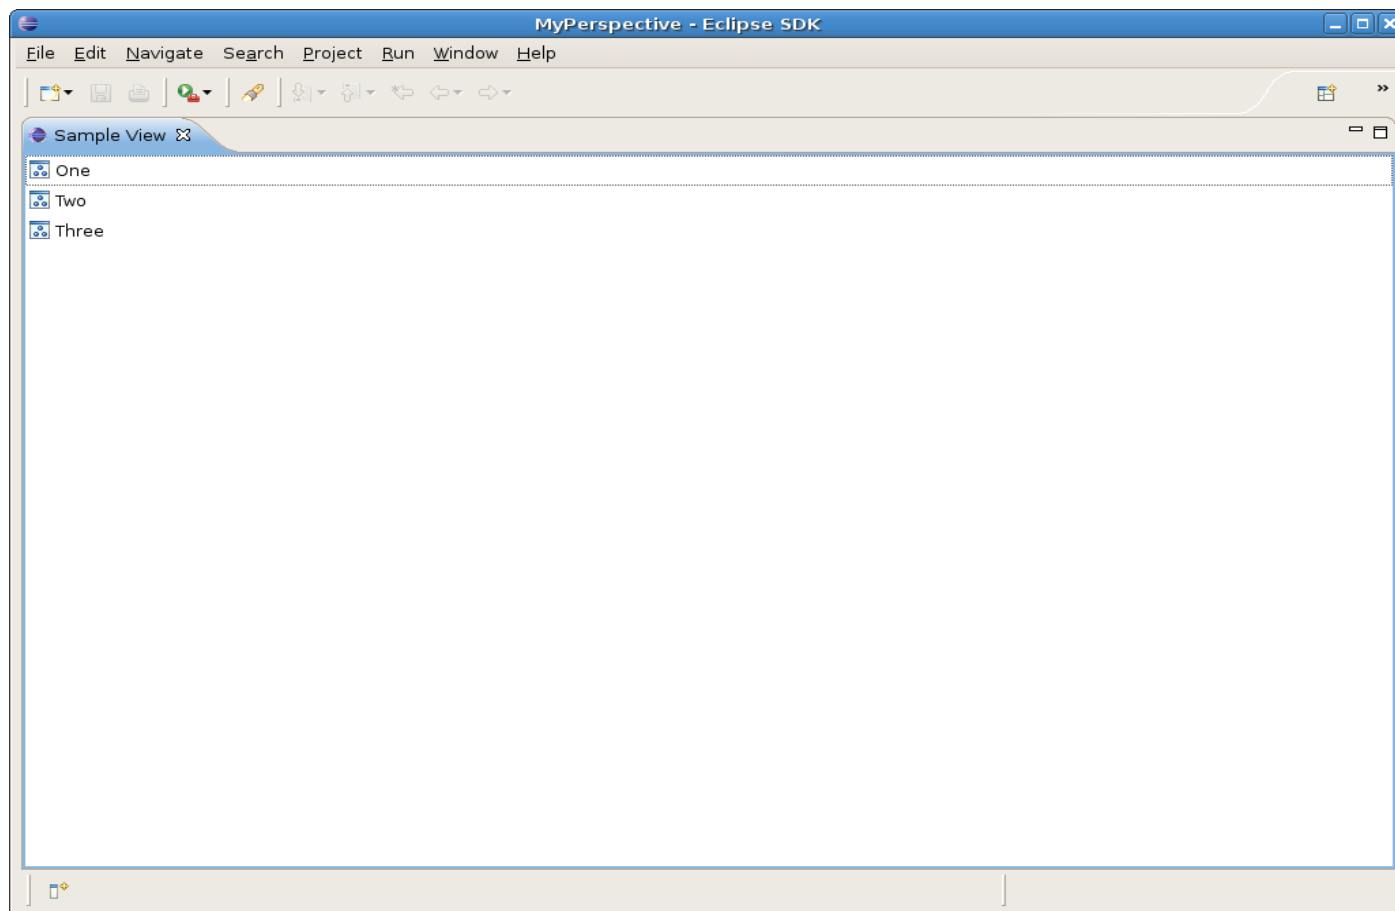 MyPerspective - Eclipse SDK
File Edit Navigate Search Project Run Window Help
Sample View
One
Two
Three